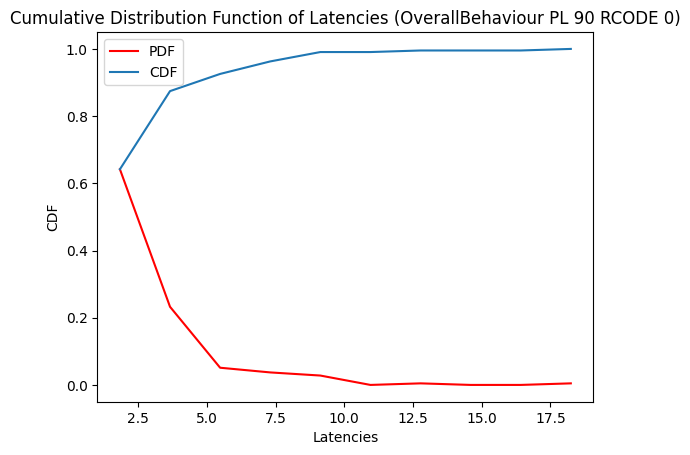 Cumulative Distribution Function of Latencies (OverallBehaviour PL 90 RCODE 0)
PDF
CDF
CDF
1.0
0.8
0.6
0.4
0.2
0.0
2.5 5.0 7.5 10.0 12.5 15.0 17.5
Latencies